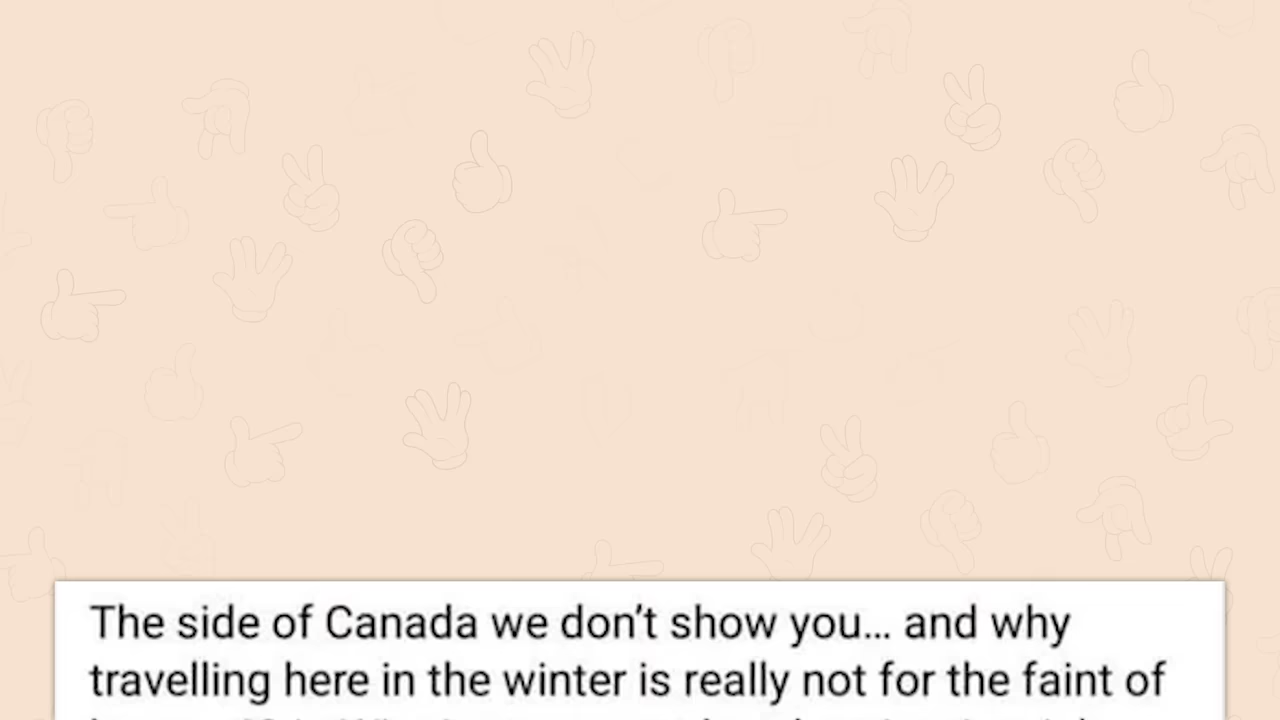 The side of Canada we don't show you... and why
travelling here in the winter is really not for the faint of